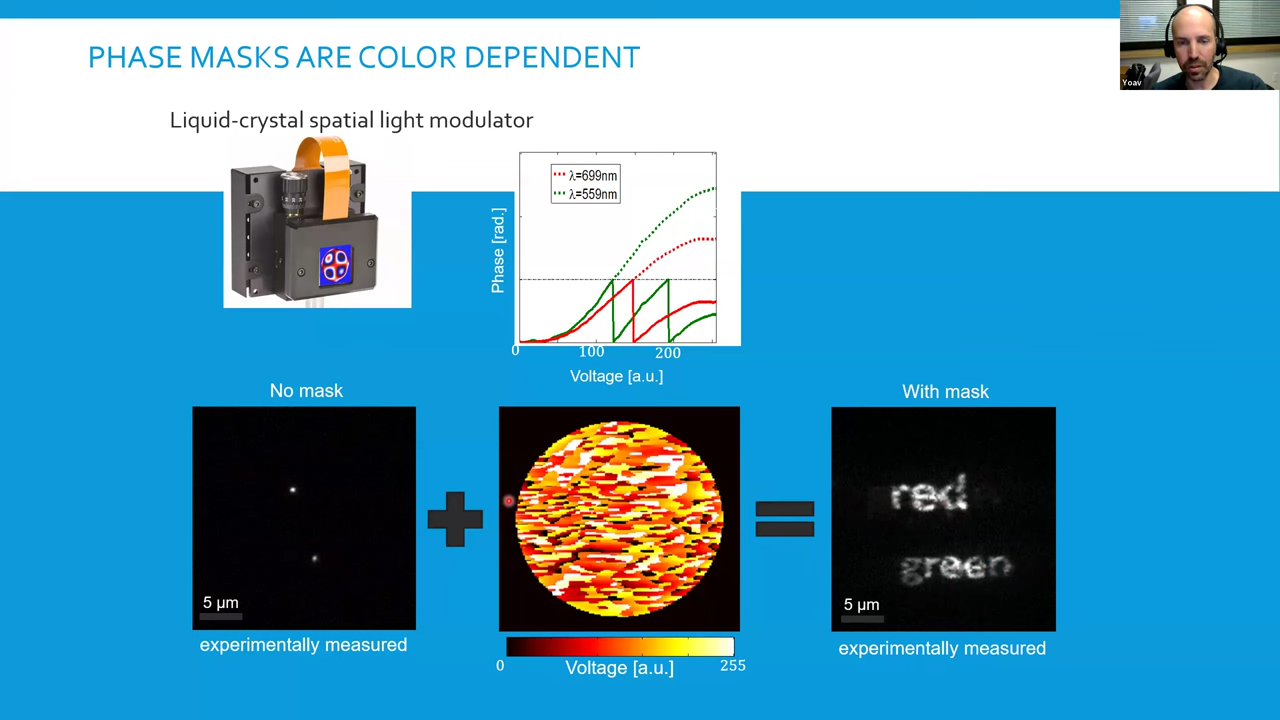 PHASE MASKS ARE COLOR DEPENDENT
Yoav
Liquid-crystal spatial light modulator
λ=699nm
λ=559nm
Phase [rad.]
0 100 200
Voltage [a.u.]
No mask
With mask
red
green
5 µm
5 µm
experimentally measured
experimentally measured
0 255
Voltage [a.u.]